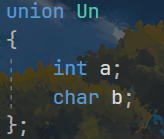 union Un
{
    int a;
    char b;
};